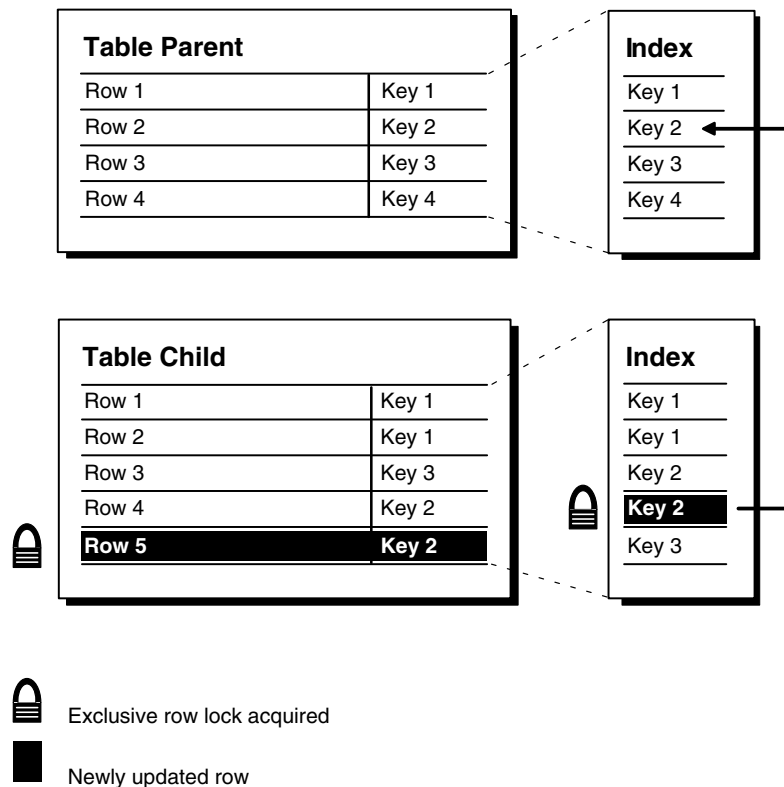 Table Parent
Row 1 Key 1
Row 2 Key 2
Row 3 Key 3
Row 4 Key 4
Index
Key 1
Key 2
Key 3
Key 4
Table Child
Row 1 Key 1
Row 2 Key 1
Row 3 Key 3
Row 4 Key 2
Row 5 Key 2
Index
Key 1
Key 1
Key 2
Key 2
Key 3
Exclusive row lock acquired
Newly updated row